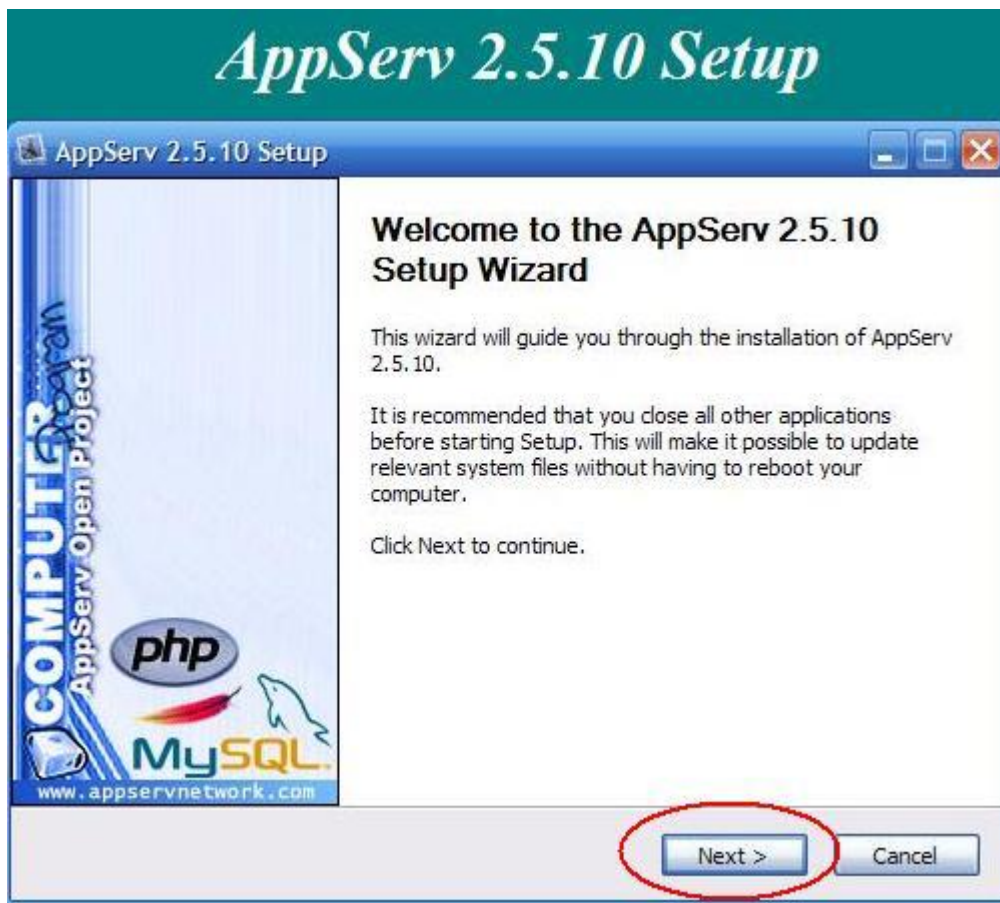 AppServ 2.5.10 Setup
AppServ 2.5.10 Setup
Welcome to the AppServ 2.5.10
Setup Wizard
This wizard will guide you through the installation of AppServ
2.5.10.
It is recommended that you close all other applications
before starting Setup. This will make it possible to update
relevant system files without having to reboot your
computer.
Click Next to continue.
COMPUTER
Program
AppServ Open Project
php
MySQL.
www.appservnetwork.com
Next >
Cancel